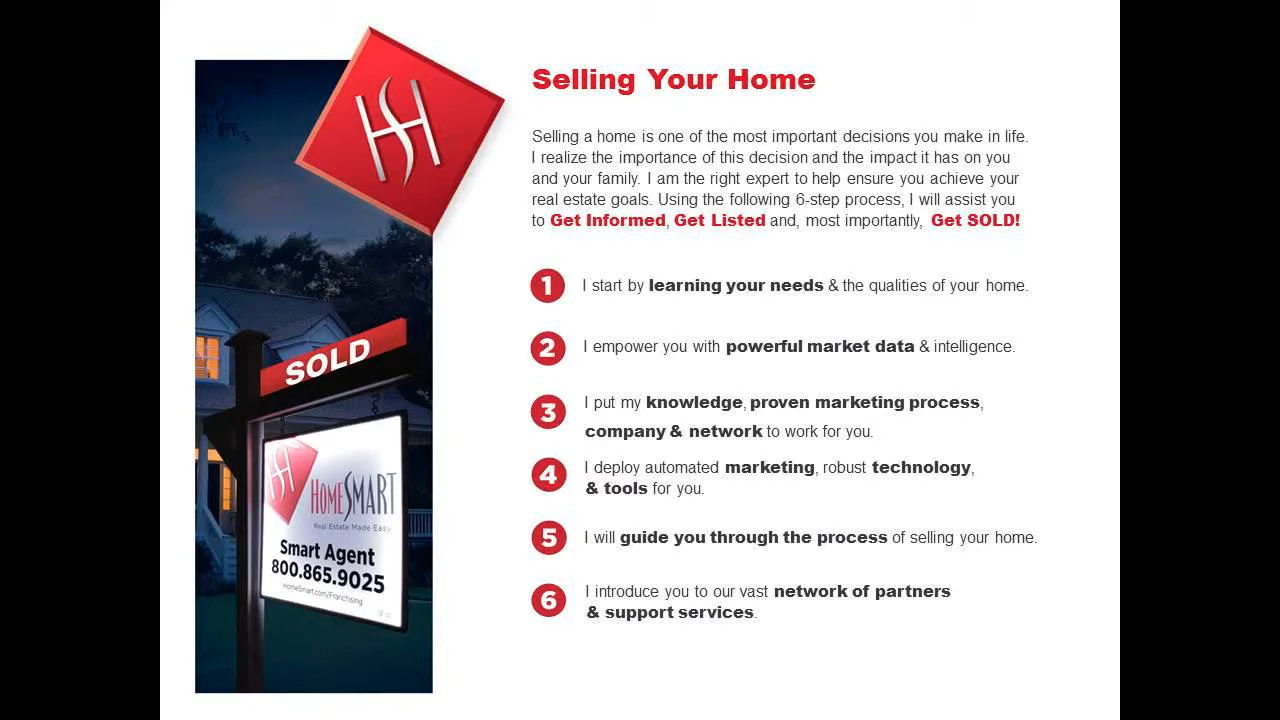 Selling Your Home
Selling a home is one of the most important decisions you make in life.
I realize the importance of this decision and the impact it has on you
and your family. I am the right expert to help ensure you achieve your
real estate goals. Using the following 6-step process, I will assist you
to Get Informed, Get Listed and, most importantly, Get SOLD!
1 I start by learning your needs & the qualities of your home.
2 I empower you with powerful market data & intelligence.
3 I put my knowledge, proven marketing process,
company & network to work for you.
4 I deploy automated marketing, robust technology,
& tools for you.
5 I will guide you through the process of selling your home.
6 I introduce you to our vast network of partners
& support services.
SOLD
HOMESMART
Real Estate Made Easy
Smart Agent
800.865.9025
HomeSmart.com/Franchising